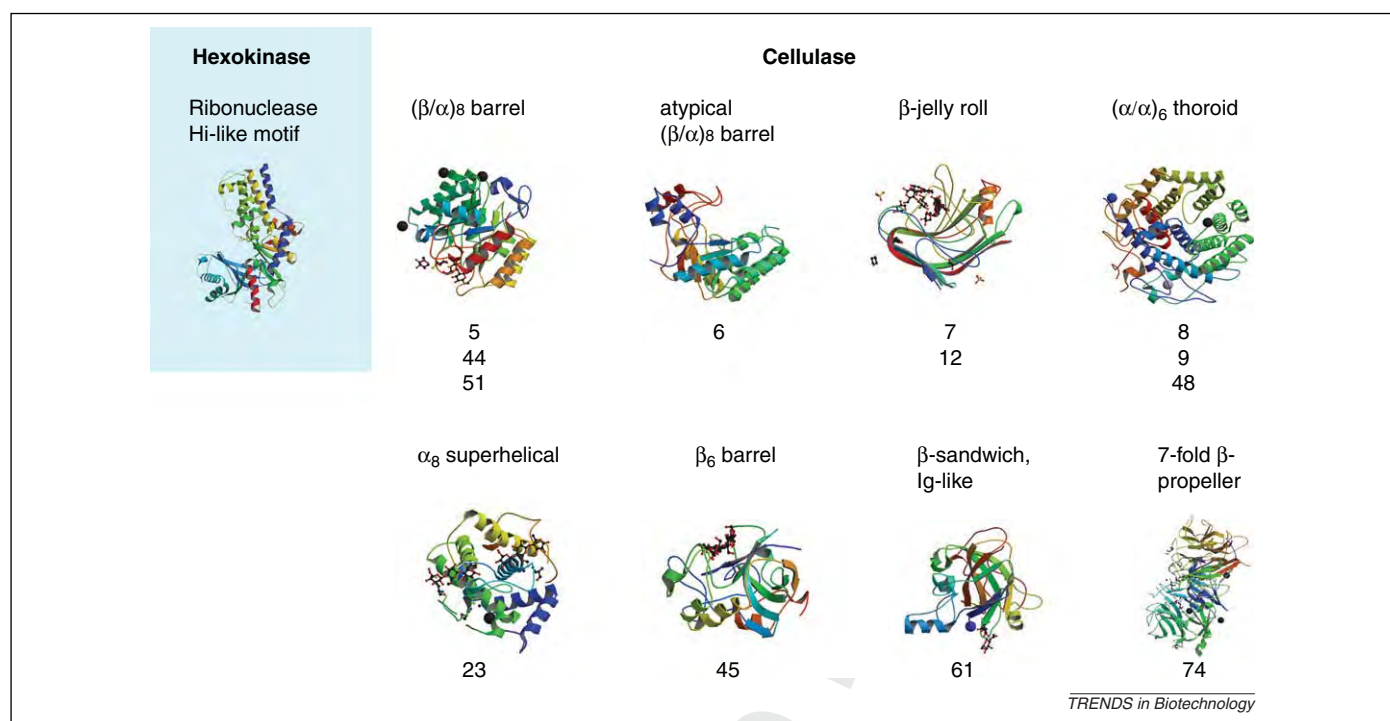 Hexokinase
Cellulase
Ribonuclease
Hi-like motif
(β/α)8 barrel
atypical
(β/α)8 barrel
β-jelly roll
(α/α)6 thoroid
5
44
51
6
7
12
8
9
48
α8 superhelical
β6 barrel
β-sandwich,
Ig-like
7-fold β-
propeller
23
45
61
74
TRENDS in Biotechnology